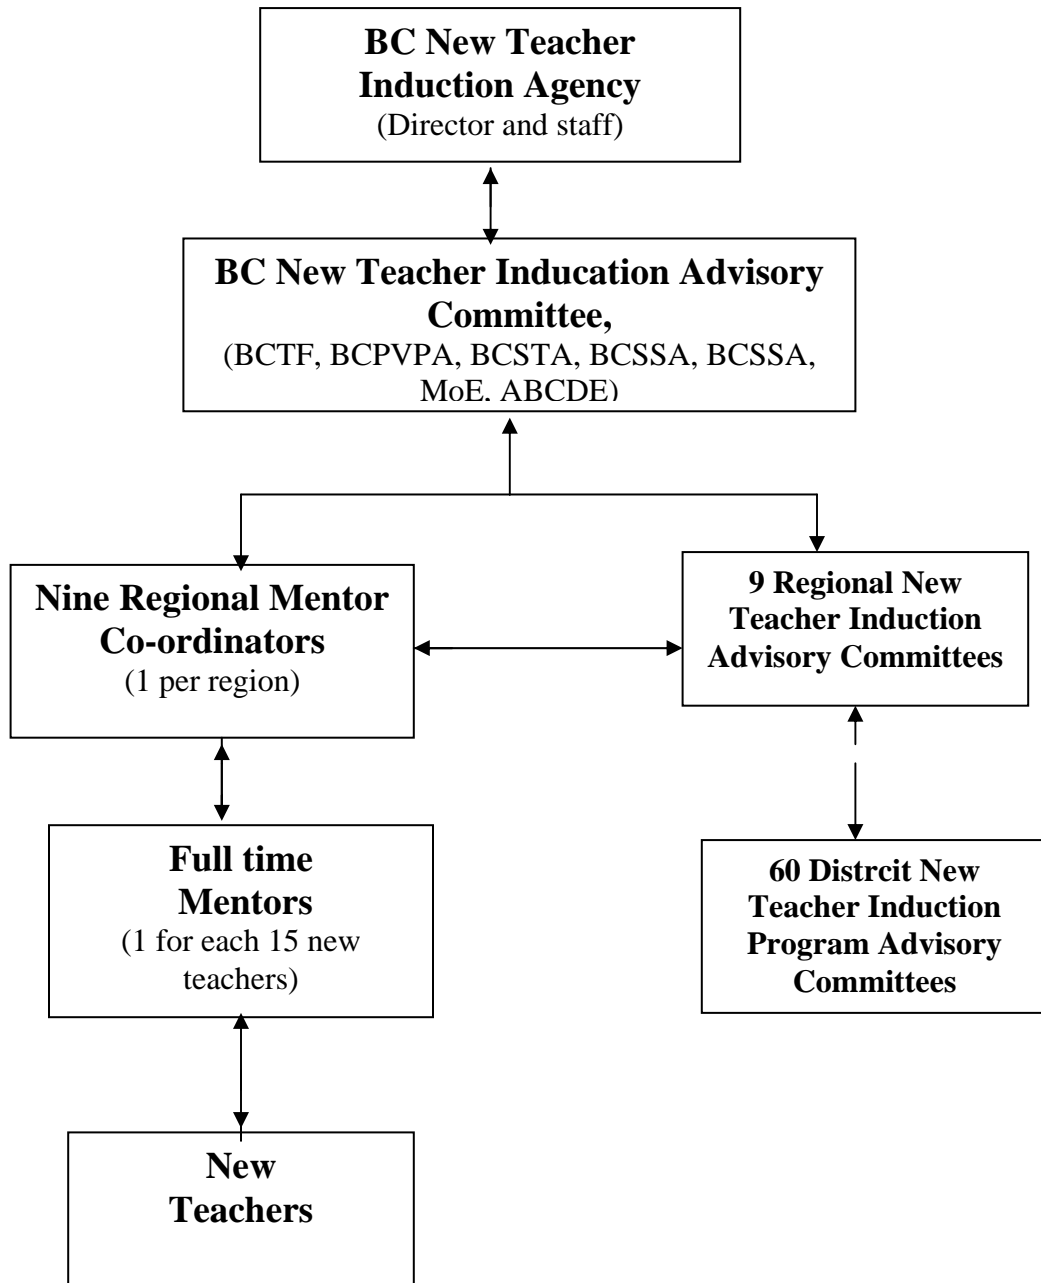 BC New Teacher
Induction Agency
(Director and staff)
BC New Teacher Inducation Advisory
Committee,
(BCTF, BCPVPA, BCSTA, BCSSA, BCSSA,
MoE, ABCDE)
Nine Regional Mentor
Co-ordinators
(1 per region)
9 Regional New
Teacher Induction
Advisory Committees
Full time
Mentors
(1 for each 15 new
teachers)
60 Distrcit New
Teacher Induction
Program Advisory
Committees
New
Teachers